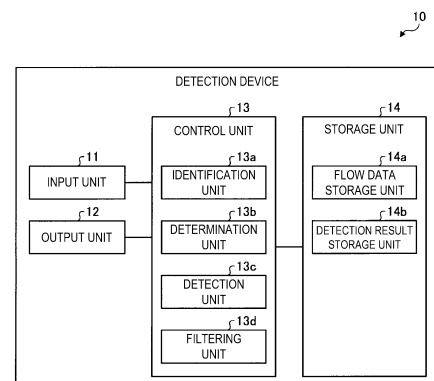 10
DETECTION DEVICE
13
CONTROL UNIT
14
STORAGE UNIT
11
INPUT UNIT
13a
IDENTIFICATION
UNIT
14a
FLOW DATA
STORAGE UNIT
12
OUTPUT UNIT
13b
DETERMINATION
UNIT
14b
DETECTION RESULT
STORAGE UNIT
13c
DETECTION
UNIT
13d
FILTERING
UNIT